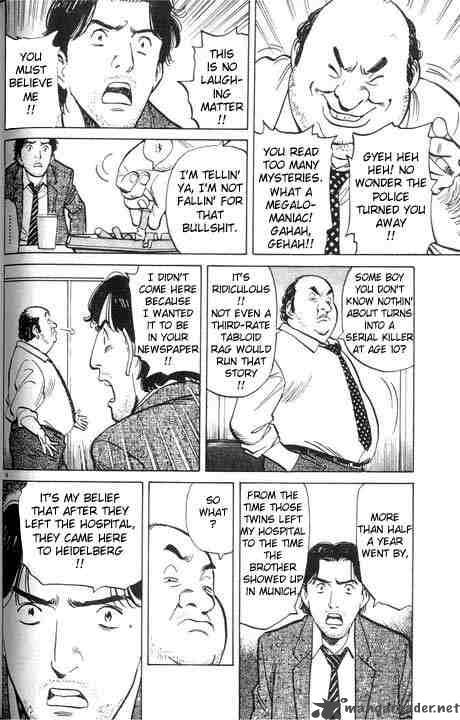 GYEH HEH
HEH! NO
WONDER THE
POLICE
TURNED YOU
AWAY
!!
YOU READ
TOO MANY
MYSTERIES.
WHAT A
MEGALO-
MANIAC!
GAHAH,
GEHAH!!
THIS
IS NO
LAUGH-
ING
MATTER
!!
YOU
MUST
BELIEVE
ME !!
I'M TELLIN'
YA, I'M NOT
FALLIN' FOR
THAT
BULLSHIT.
SOME BOY
YOU DON'T
KNOW NOTHIN'
ABOUT TURNS
INTO A
SERIAL KILLER
AT AGE 10?
IT'S
RIDICULOUS
!!
NOT EVEN A
THIRD-RATE
TABLOID
RAG WOULD
RUN THAT
STORY
!!
I DIDN'T
COME HERE
BECAUSE
I WANTED
IT TO BE
IN YOUR
NEWSPAPER
!!
MORE
THAN HALF
A YEAR
WENT BY,
FROM THE
TIME THOSE
TWINS LEFT
MY HOSPITAL
TO THE TIME
THE
BROTHER
SHOWED UP
IN MUNICH.
SO
WHAT
?
IT'S MY BELIEF
THAT AFTER THEY
LEFT THE HOSPITAL,
THEY CAME HERE
TO HEIDELBERG
!!
mangareader.net